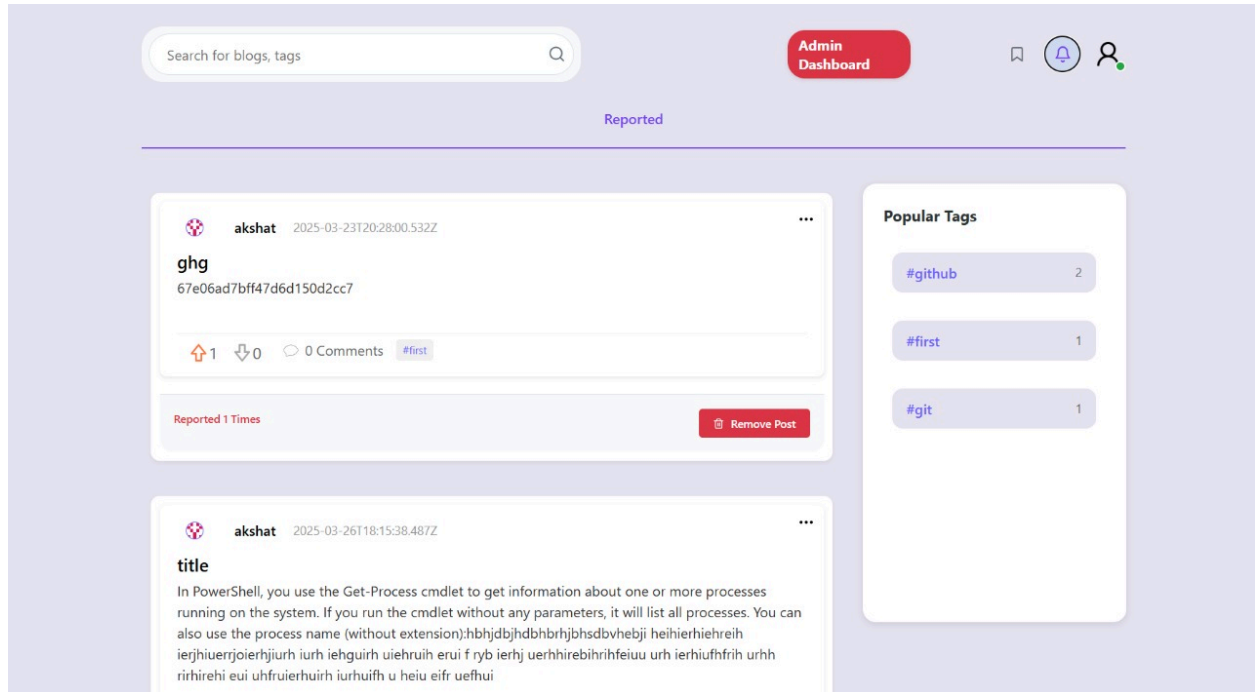 Search for blogs, tags
Admin
Dashboard
Reported
akshat 2025-03-23T20:28:00.532Z
ghg
67e06ad7bff47d6d150d2cc7
1 0 0 Comments #first
Reported 1 Times
Remove Post
akshat 2025-03-26T18:15:38.487Z
title
In PowerShell, you use the Get-Process cmdlet to get information about one or more processes
running on the system. If you run the cmdlet without any parameters, it will list all processes. You can
also use the process name (without extension):hbhjdbjhdbhbrhjbhsdbvhebji heihierhiehreih
ierjhiuerrjoierhjiurh iurh iehguirh uiehruih erui f ryb ierhj uerhhirebihrihfeiuu urh ierhiufhfrih urhh
rirhirehi eui uhfruierhuirh iurhuifh u heiu eifr uefhui
Popular Tags
#github 2
#first 1
#git 1